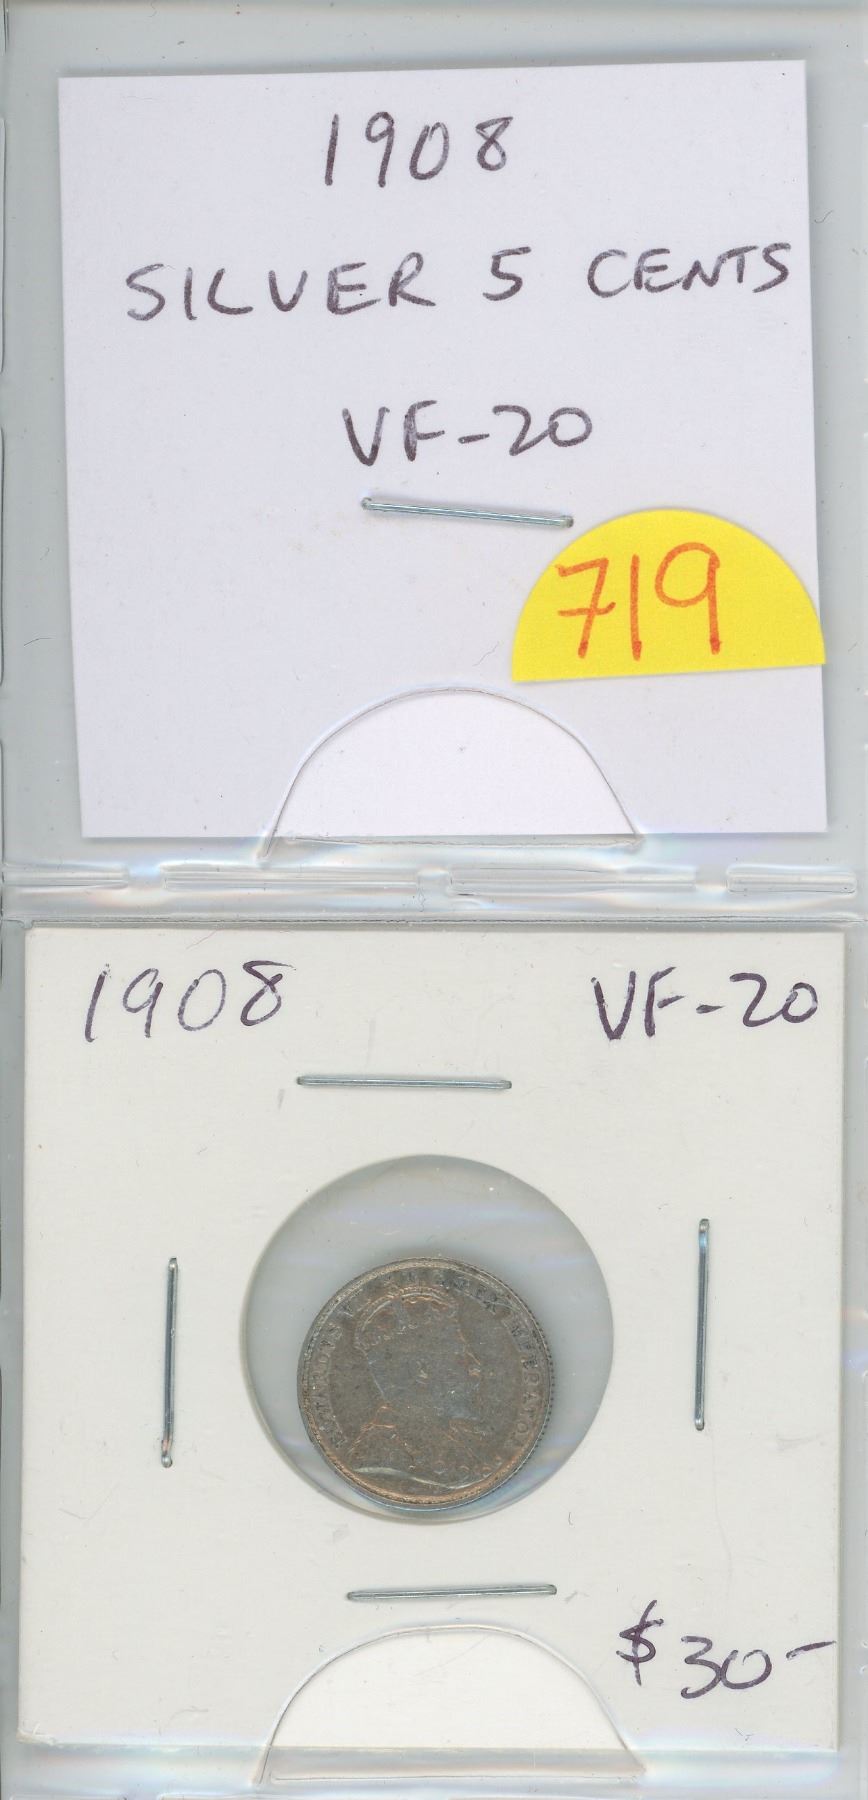 1908
SILVER 5 CENTS
VF-20
719
1908 VF-20
$30-